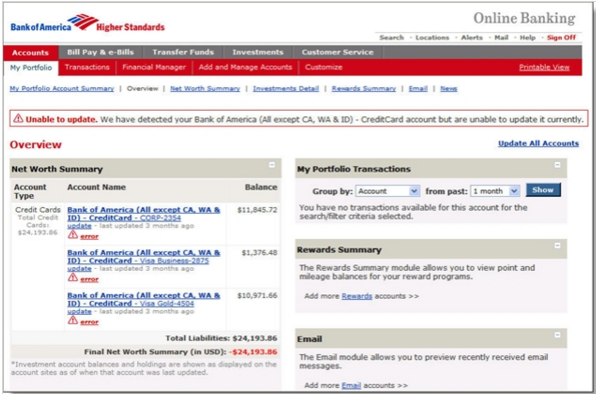 Bank of America Higher Standards
Online Banking
Search · Locations · Alerts · Mail · Help · Sign Off
Accounts Bill Pay & e-Bills Transfer Funds Investments Customer Service
My Portfolio Transactions Financial Manager Add and Manage Accounts Customize Printable View
My Portfolio Account Summary | Overview | Net Worth Summary | Investments Detail | Rewards Summary | Email | News
Unable to update. We have detected your Bank of America (All except CA, WA & ID) - CreditCard account but are unable to update it currently.
Overview
Update All Accounts
Net Worth Summary
Account Type
Account Name
Balance
Credit Cards
Total Credit
Cards:
$24,193.86
Bank of America (All except CA, WA &
ID) - CreditCard - CORP-2354
update - last updated 3 months ago
error
$11,845.72
Bank of America (All except CA, WA &
ID) - CreditCard - Visa Business-2875
update - last updated 3 months ago
error
$1,376.48
Bank of America (All except CA, WA &
ID) - CreditCard - Visa Gold-4504
update - last updated 3 months ago
error
$10,971.66
Total Liabilities: $24,193.86
Final Net Worth Summary (in USD): -$24,193.86
*Investment account balances and holdings are shown as displayed on the
account sites as of when that account was last updated.
My Portfolio Transactions
Group by: Account from past: 1 month Show
You have no transactions available for this account for the
search/filter criteria selected.
Rewards Summary
The Rewards Summary module allows you to view point and
mileage balances for your reward programs.
Add more Rewards accounts >>
Email
The Email module allows you to preview recently received email
messages.
Add more Email accounts >>